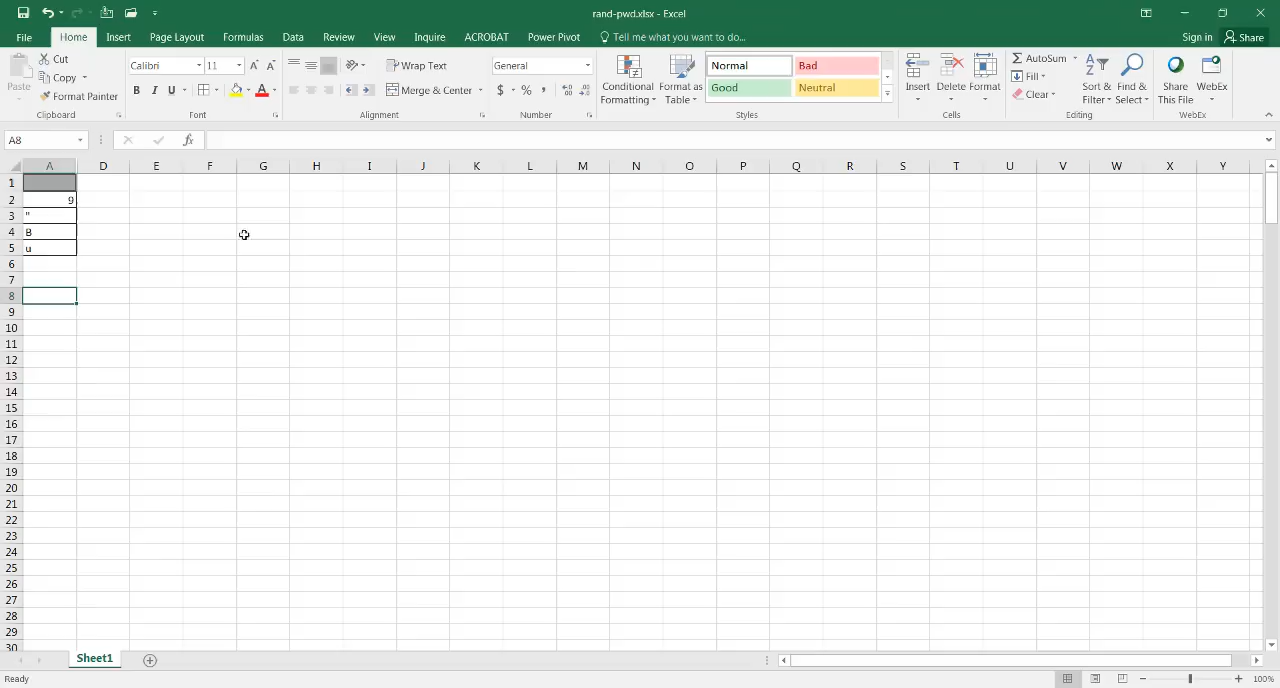 rand-pwd.xlsx - Excel
File Home Insert Page Layout Formulas Data Review View Inquire ACROBAT Power Pivot Tell me what you want to do... Sign in Share
Paste
Cut
Copy
Format Painter
Clipboard
Calibri 11 A A
B I U A
Font
Wrap Text
Merge & Center
Alignment
General
$ % ,
Number
Conditional Formatting
Format as Table
Normal Bad
Good Neutral
Styles
Insert Delete Format
Cells
AutoSum
Fill
Clear
Sort & Filter
Find & Select
Editing
Share This File
WebEx
WebEx
A8 fx
A D E F G H I J K L M N O P Q R S T U V W X Y
1
2 9
3 "
4 B
5 u
6
7
8
9
10
11
12
13
14
15
16
17
18
19
20
21
22
23
24
25
26
27
28
29
30
Sheet1
Ready 100%